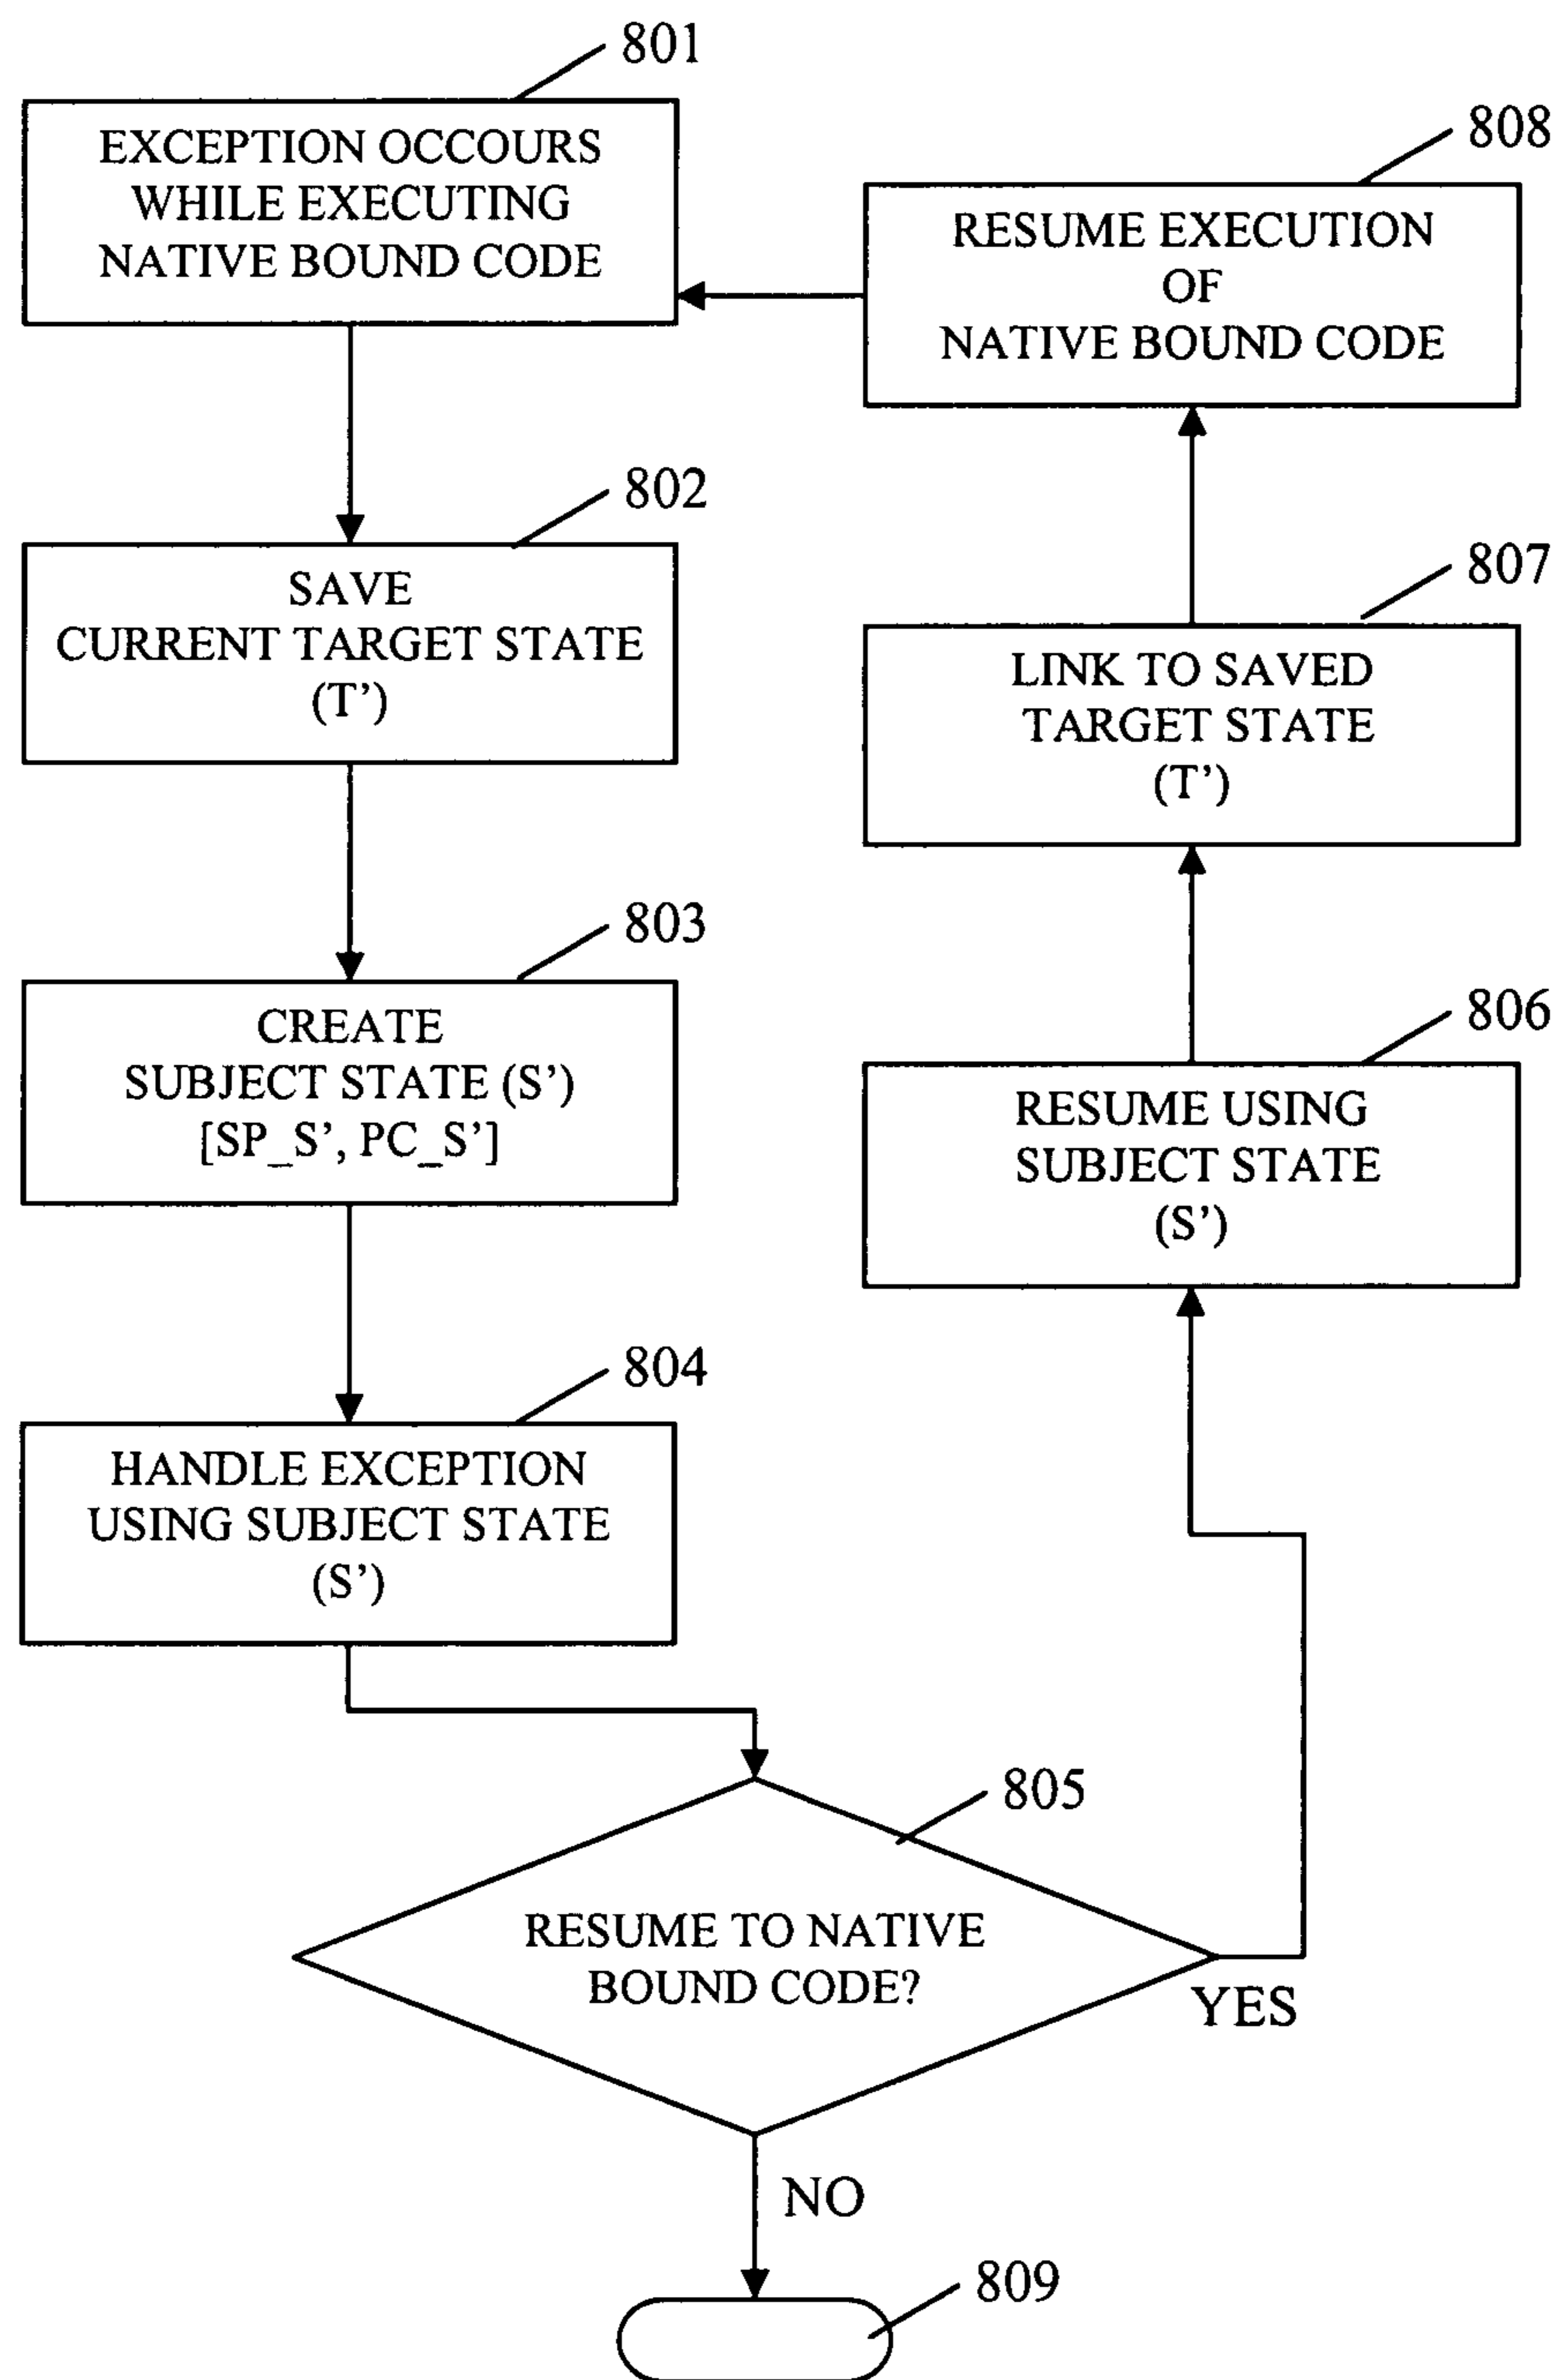 801
EXCEPTION OCCOURS
WHILE EXECUTING
NATIVE BOUND CODE
802
SAVE
CURRENT TARGET STATE
(T’)
803
CREATE
SUBJECT STATE (S’)
[SP_S’, PC_S’]
804
HANDLE EXCEPTION
USING SUBJECT STATE
(S’)
805
RESUME TO NATIVE
BOUND CODE?
YES
NO
806
RESUME USING
SUBJECT STATE
(S’)
807
LINK TO SAVED
TARGET STATE
(T’)
808
RESUME EXECUTION
OF
NATIVE BOUND CODE
809